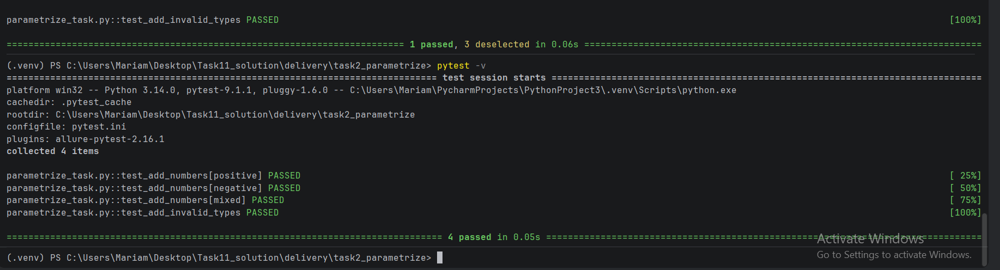 parametrize_task.py::test_add_invalid_types PASSED [100%]
========================================================================= 1 passed, 3 deselected in 0.06s =========================================================================
(.venv) PS C:\Users\Mariam\Desktop\Task11_solution\delivery\task2_parametrize> pytest -v
=============================================================================== test session starts ===============================================================================
platform win32 -- Python 3.14.0, pytest-9.1.1, pluggy-1.6.0 -- C:\Users\Mariam\PycharmProjects\PythonProject3\.venv\Scripts\python.exe
cachedir: .pytest_cache
rootdir: C:\Users\Mariam\Desktop\Task11_solution\delivery\task2_parametrize
configfile: pytest.ini
plugins: allure-pytest-2.16.1
collected 4 items
parametrize_task.py::test_add_numbers[positive] PASSED [ 25%]
parametrize_task.py::test_add_numbers[negative] PASSED [ 50%]
parametrize_task.py::test_add_numbers[mixed] PASSED [ 75%]
parametrize_task.py::test_add_invalid_types PASSED [100%]
================================================================================ 4 passed in 0.05s ================================================================================
Activate Windows
(.venv) PS C:\Users\Mariam\Desktop\Task11_solution\delivery\task2_parametrize>
Go to Settings to activate Windows.